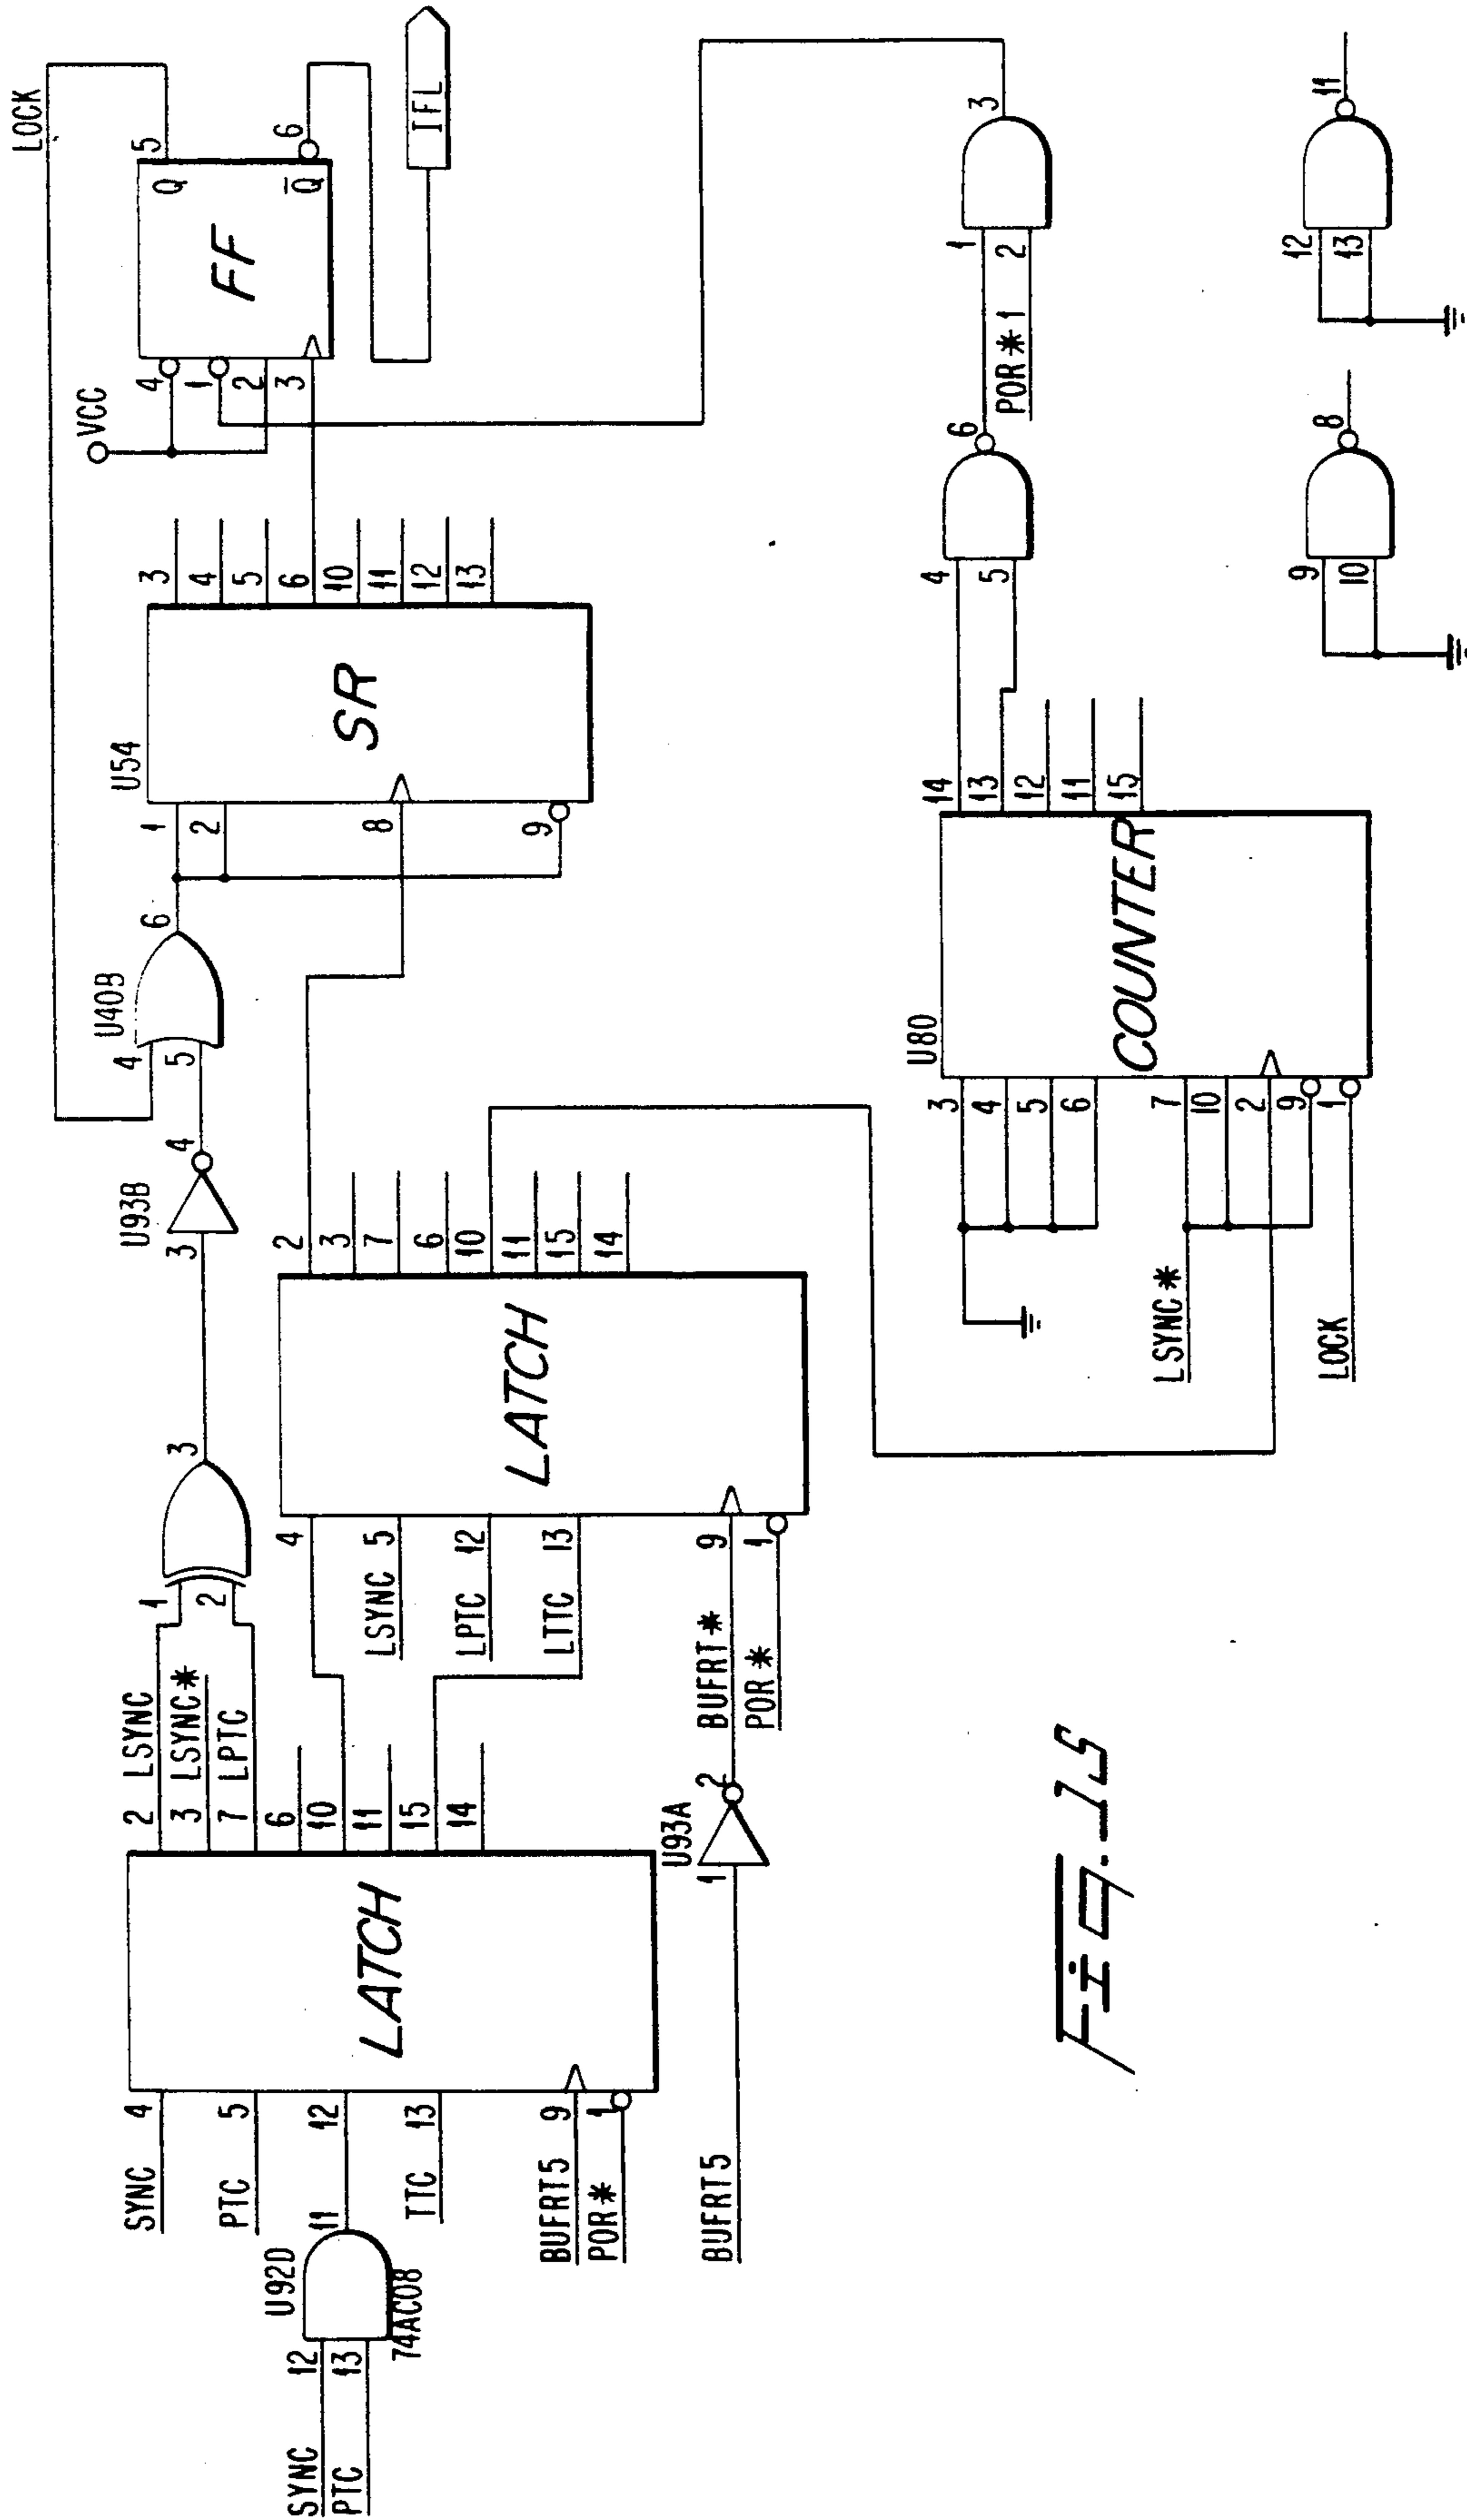 SYNC 12
PTC 13
U92D
74AC08
11
SYNC 4
PTC 5
12
TTC 13
BUFRT5 9
POR* 1
LATCH
2 LSYNC
3 LSYNC*
7 LPTC
6
10
11
15
14
BUFRT5 1
U93A
2
1
2
3
4
LSYNC 5
LPTC 12
LTTC 13
BUFRT* 9
POR* 1
LATCH
2
3
7
6
10
11
15
14
3
U93B
4
4
5
U40B
6
U54
1
2
8
9
SR
3
4
5
6
10
11
12
13
VCC
4
1
2
3
FF
Q
Q̅
5
6
LOCK
IFL
U80
3
4
5
6
7
10
2
9
1
LSYNC*
LOCK
COUNTER
14
13
12
11
15
4
5
6
1
POR*1 2
3
9
10
8
12
13
11
Fig. 15